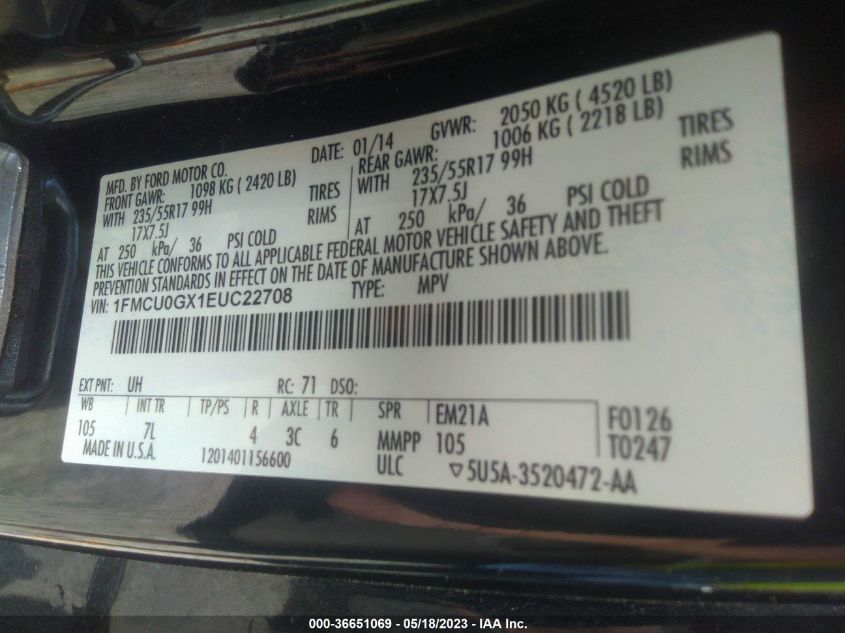 MFD. BY FORD MOTOR CO.
DATE: 01/14
GVWR: 2050 KG ( 4520 LB)
FRONT GAWR: 1098 KG ( 2420 LB)
WITH 235/55R17 99H TIRES
17X7.5J RIMS
AT 250 kPa/ 36 PSI COLD
REAR GAWR: 1006 KG ( 2218 LB)
WITH 235/55R17 99H TIRES
17X7.5J RIMS
AT 250 kPa/ 36 PSI COLD
THIS VEHICLE CONFORMS TO ALL APPLICABLE FEDERAL MOTOR VEHICLE SAFETY AND THEFT
PREVENTION STANDARDS IN EFFECT ON THE DATE OF MANUFACTURE SHOWN ABOVE.
VIN: 1FMCU0GX1EUC22708 TYPE: MPV
EXT PNT: UH RC: 71 DSO:
WB INT TR TP/PS R AXLE TR SPR EM21A F0126
105 7L 4 3C 6 MMPP 105 T0247
MADE IN U.S.A. 1201401156600 ULC ▽5U5A-3520472-AA
000-36651069 - 05/18/2023 - IAA Inc.